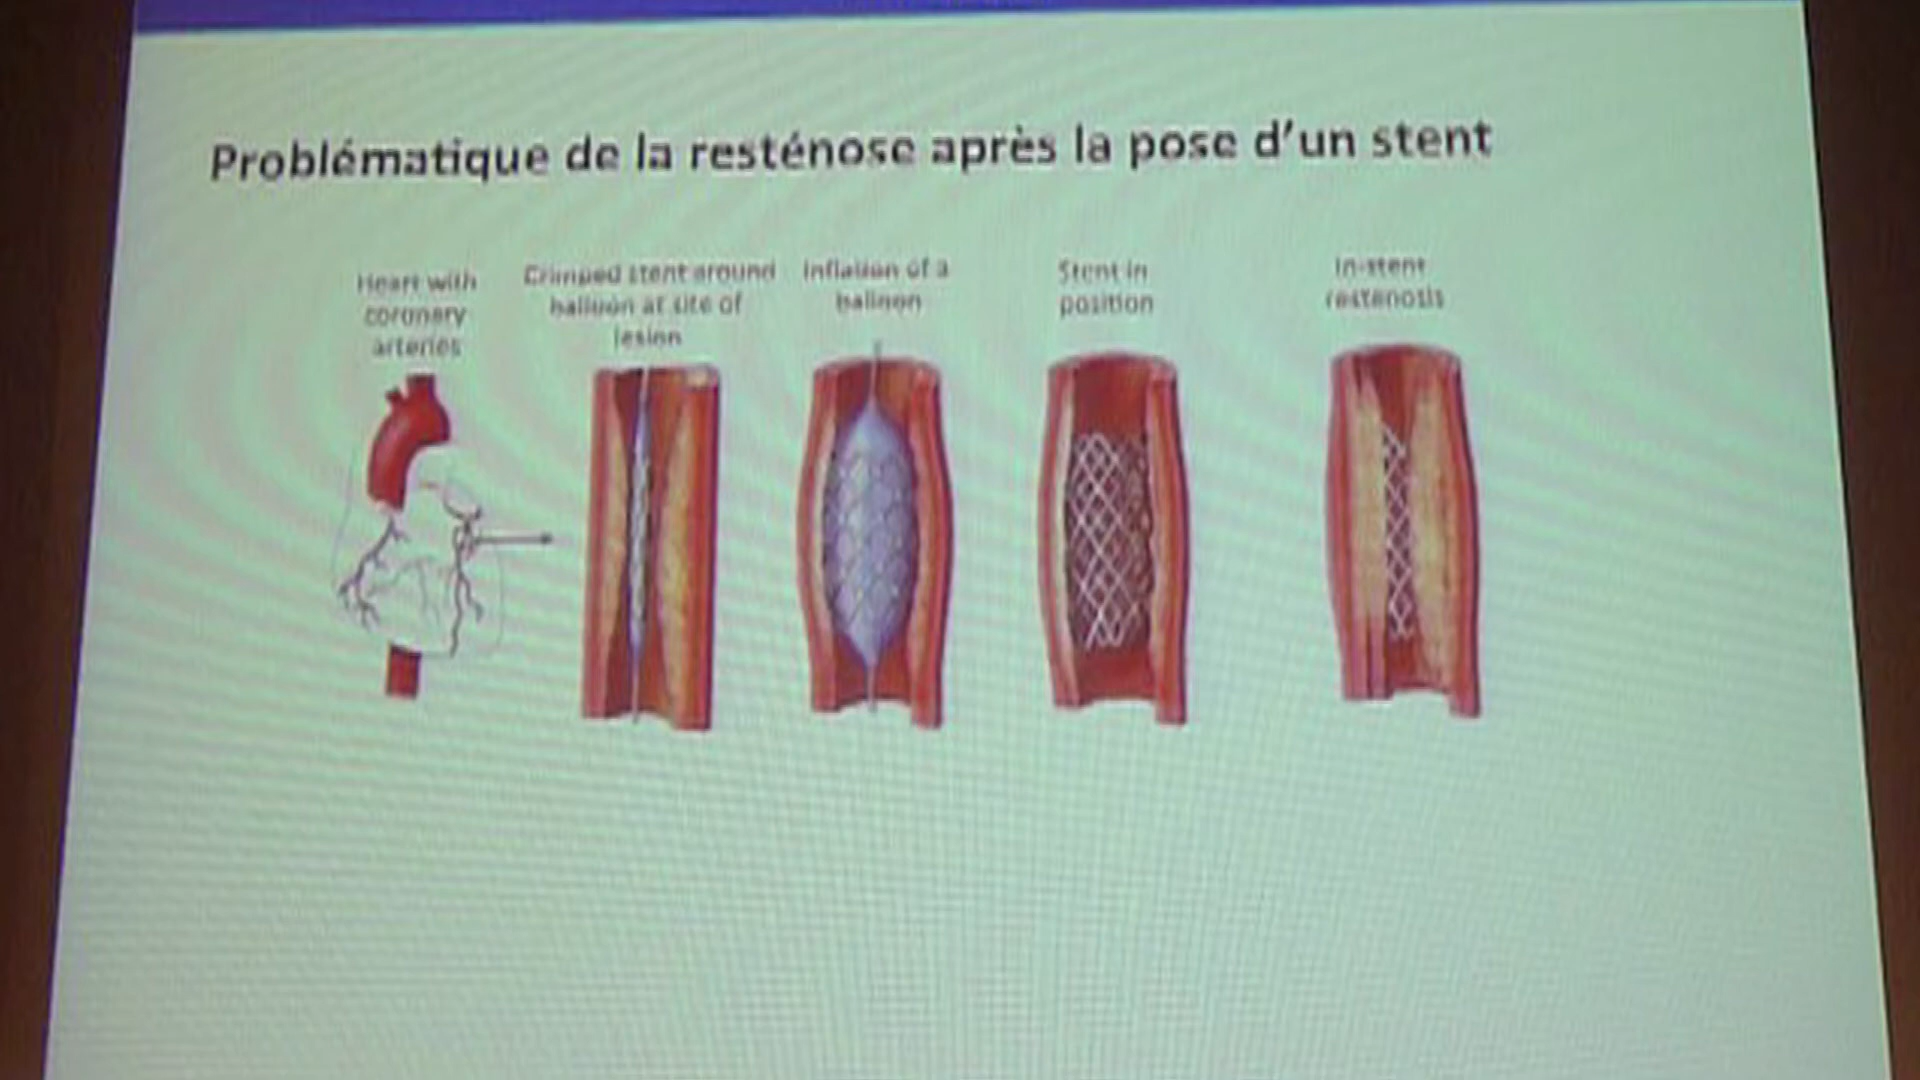 Problématique de la resténose après la pose d'un stent
Heart with
coronary
arteries
Crimped stent around
balloon at site of
lesion
Inflation of a
balloon
Stent in
position
In-stent
restenosis